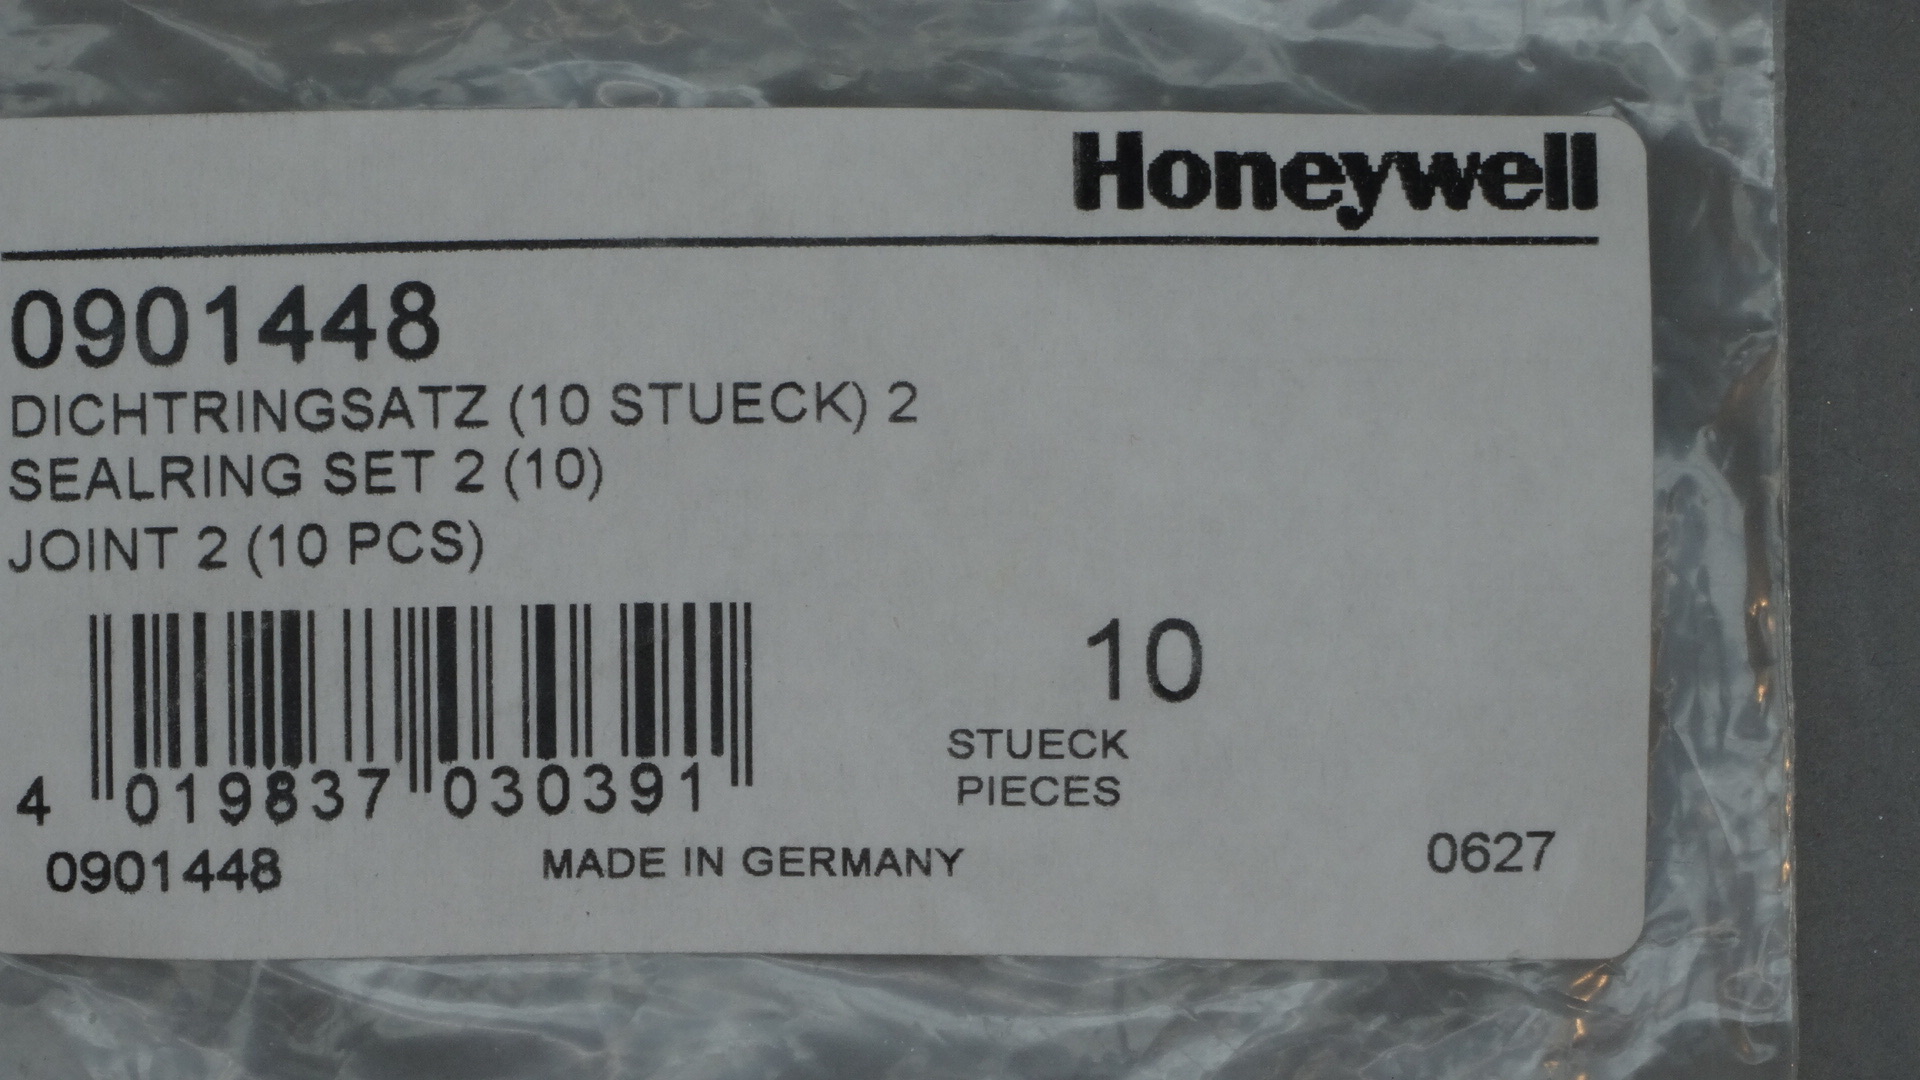 Honeywell
0901448
DICHTRINGSATZ (10 STUECK) 2
SEALRING SET 2 (10)
JOINT 2 (10 PCS)
10
STUECK
PIECES
4 019837 030391
0901448 MADE IN GERMANY 0627